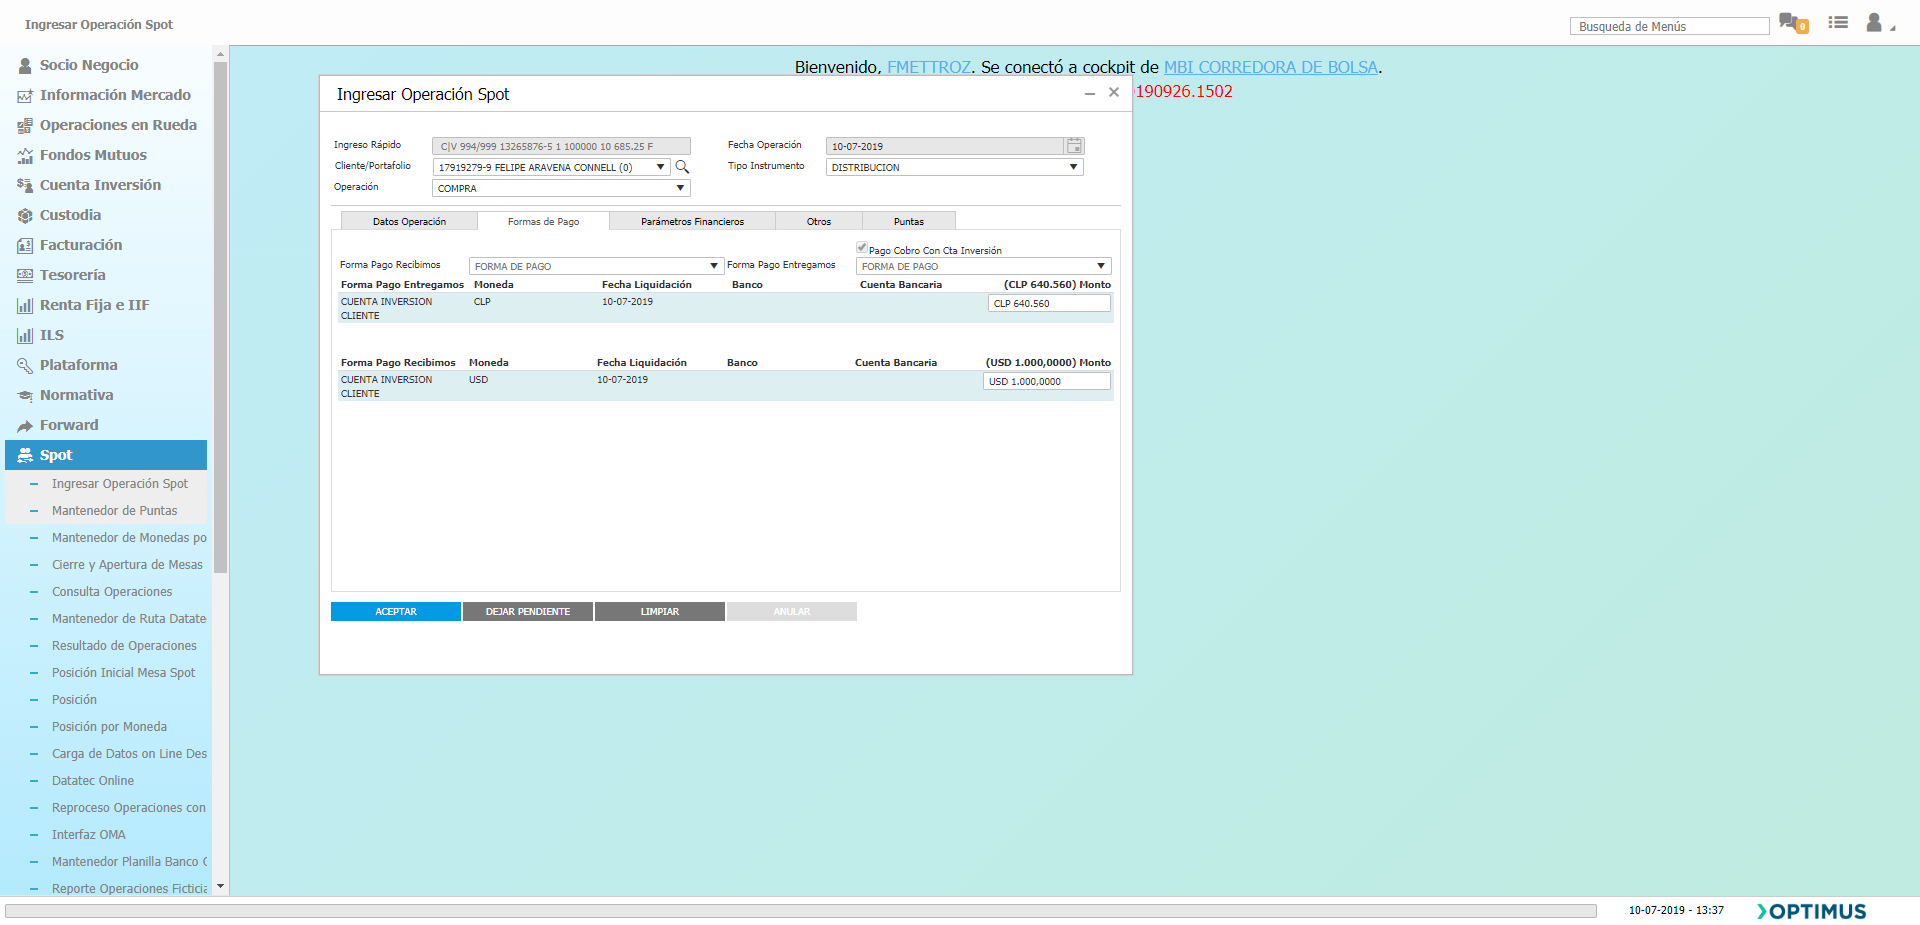 Ingresar Operación Spot
Busqueda de Menús
0
Socio Negocio
Información Mercado
Operaciones en Rueda
Fondos Mutuos
Cuenta Inversión
Custodia
Facturación
Tesorería
Renta Fija e IIF
ILS
Plataforma
Normativa
Forward
Spot
Ingresar Operación Spot
Mantenedor de Puntas
Mantenedor de Monedas po
Cierre y Apertura de Mesas
Consulta Operaciones
Mantenedor de Ruta Datate
Resultado de Operaciones
Posición Inicial Mesa Spot
Posición
Posición por Moneda
Carga de Datos on Line Des
Datatec Online
Reproceso Operaciones con
Interfaz OMA
Mantenedor Planilla Banco C
Reporte Operaciones Ficticia
Bienvenido, FMETTROZ. Se conectó a cockpit de MBI CORREDORA DE BOLSA.
190926.1502
Ingresar Operación Spot
Ingreso Rápido C|V 994/999 13265876-5 1 100000 10 685.25 F Fecha Operación 10-07-2019
Cliente/Portafolio 17919279-9 FELIPE ARAVENA CONNELL (0) Tipo Instrumento DISTRIBUCION
Operación COMPRA
Datos Operación Formas de Pago Parámetros Financieros Otros Puntas
Pago Cobro Con Cta Inversión
Forma Pago Recibimos FORMA DE PAGO Forma Pago Entregamos FORMA DE PAGO
Forma Pago Entregamos Moneda Fecha Liquidación Banco Cuenta Bancaria (CLP 640.560) Monto
CUENTA INVERSION CLP 10-07-2019 CLP 640.560
CLIENTE
Forma Pago Recibimos Moneda Fecha Liquidación Banco Cuenta Bancaria (USD 1.000,0000) Monto
CUENTA INVERSION USD 10-07-2019 USD 1.000,0000
CLIENTE
ACEPTAR DEJAR PENDIENTE LIMPIAR ANULAR
10-07-2019 - 13:37
OPTIMUS